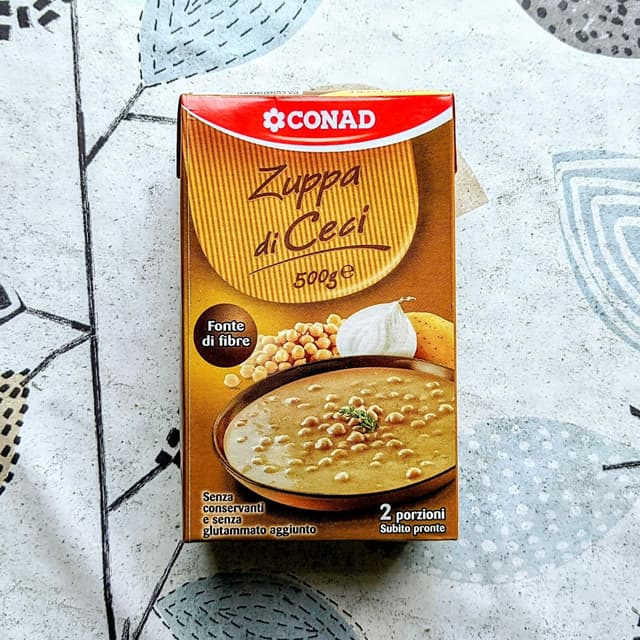 CONAD
Zuppa
di Ceci
500g ℮
Fonte
di fibre
Senza
conservanti
e senza
glutammato aggiunto
2 porzioni
Subito pronte